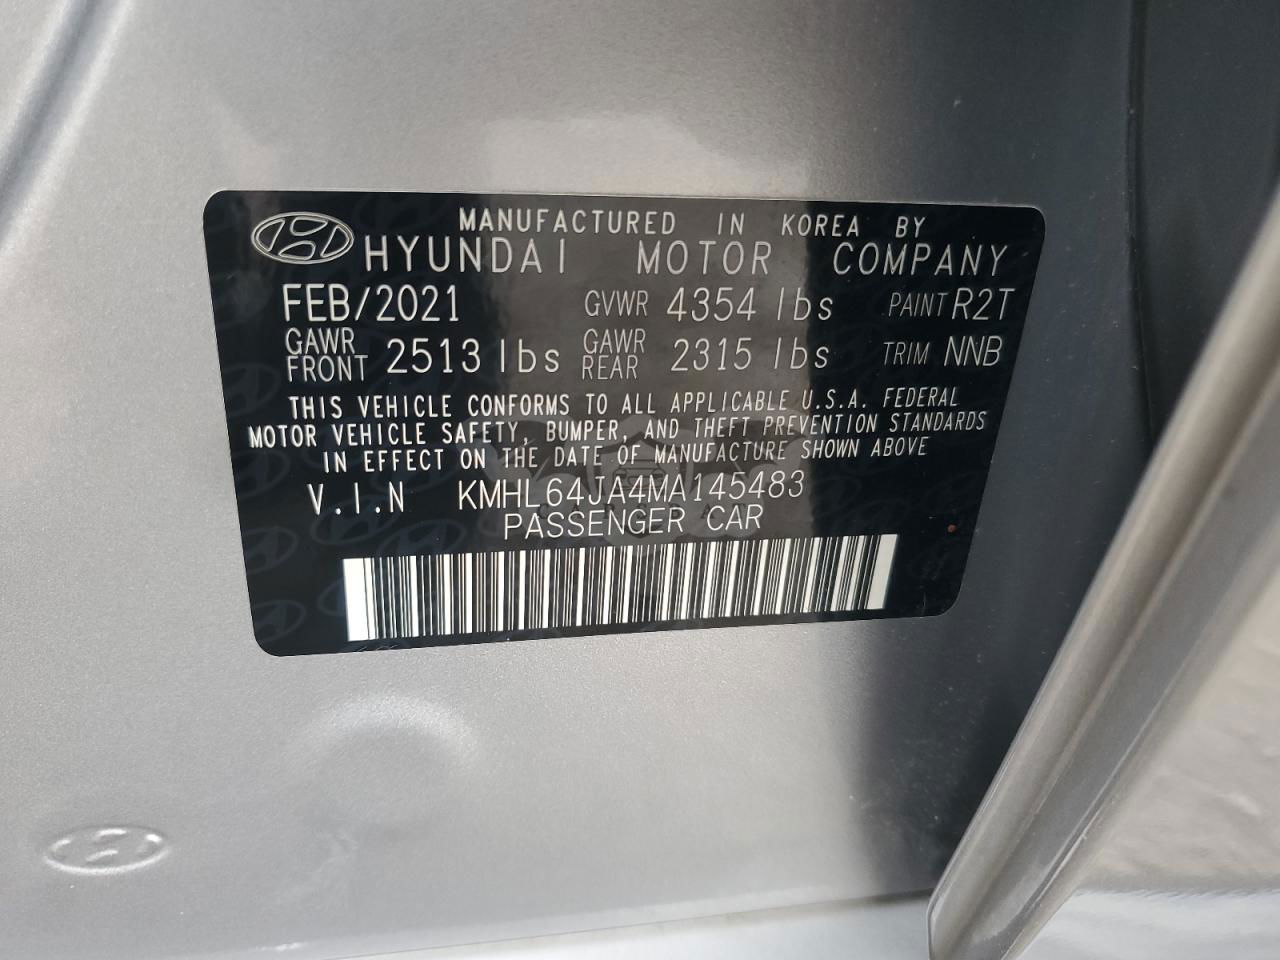 MANUFACTURED IN KOREA BY
HYUNDAI MOTOR COMPANY
FEB/2021 GVWR 4354 lbs PAINT R2T
GAWR FRONT 2513 lbs GAWR REAR 2315 lbs TRIM NNB
THIS VEHICLE CONFORMS TO ALL APPLICABLE U.S.A. FEDERAL
MOTOR VEHICLE SAFETY, BUMPER, AND THEFT PREVENTION STANDARDS
IN EFFECT ON THE DATE OF MANUFACTURE SHOWN ABOVE
V.I.N KMHL64JA4MA145483
PASSENGER CAR